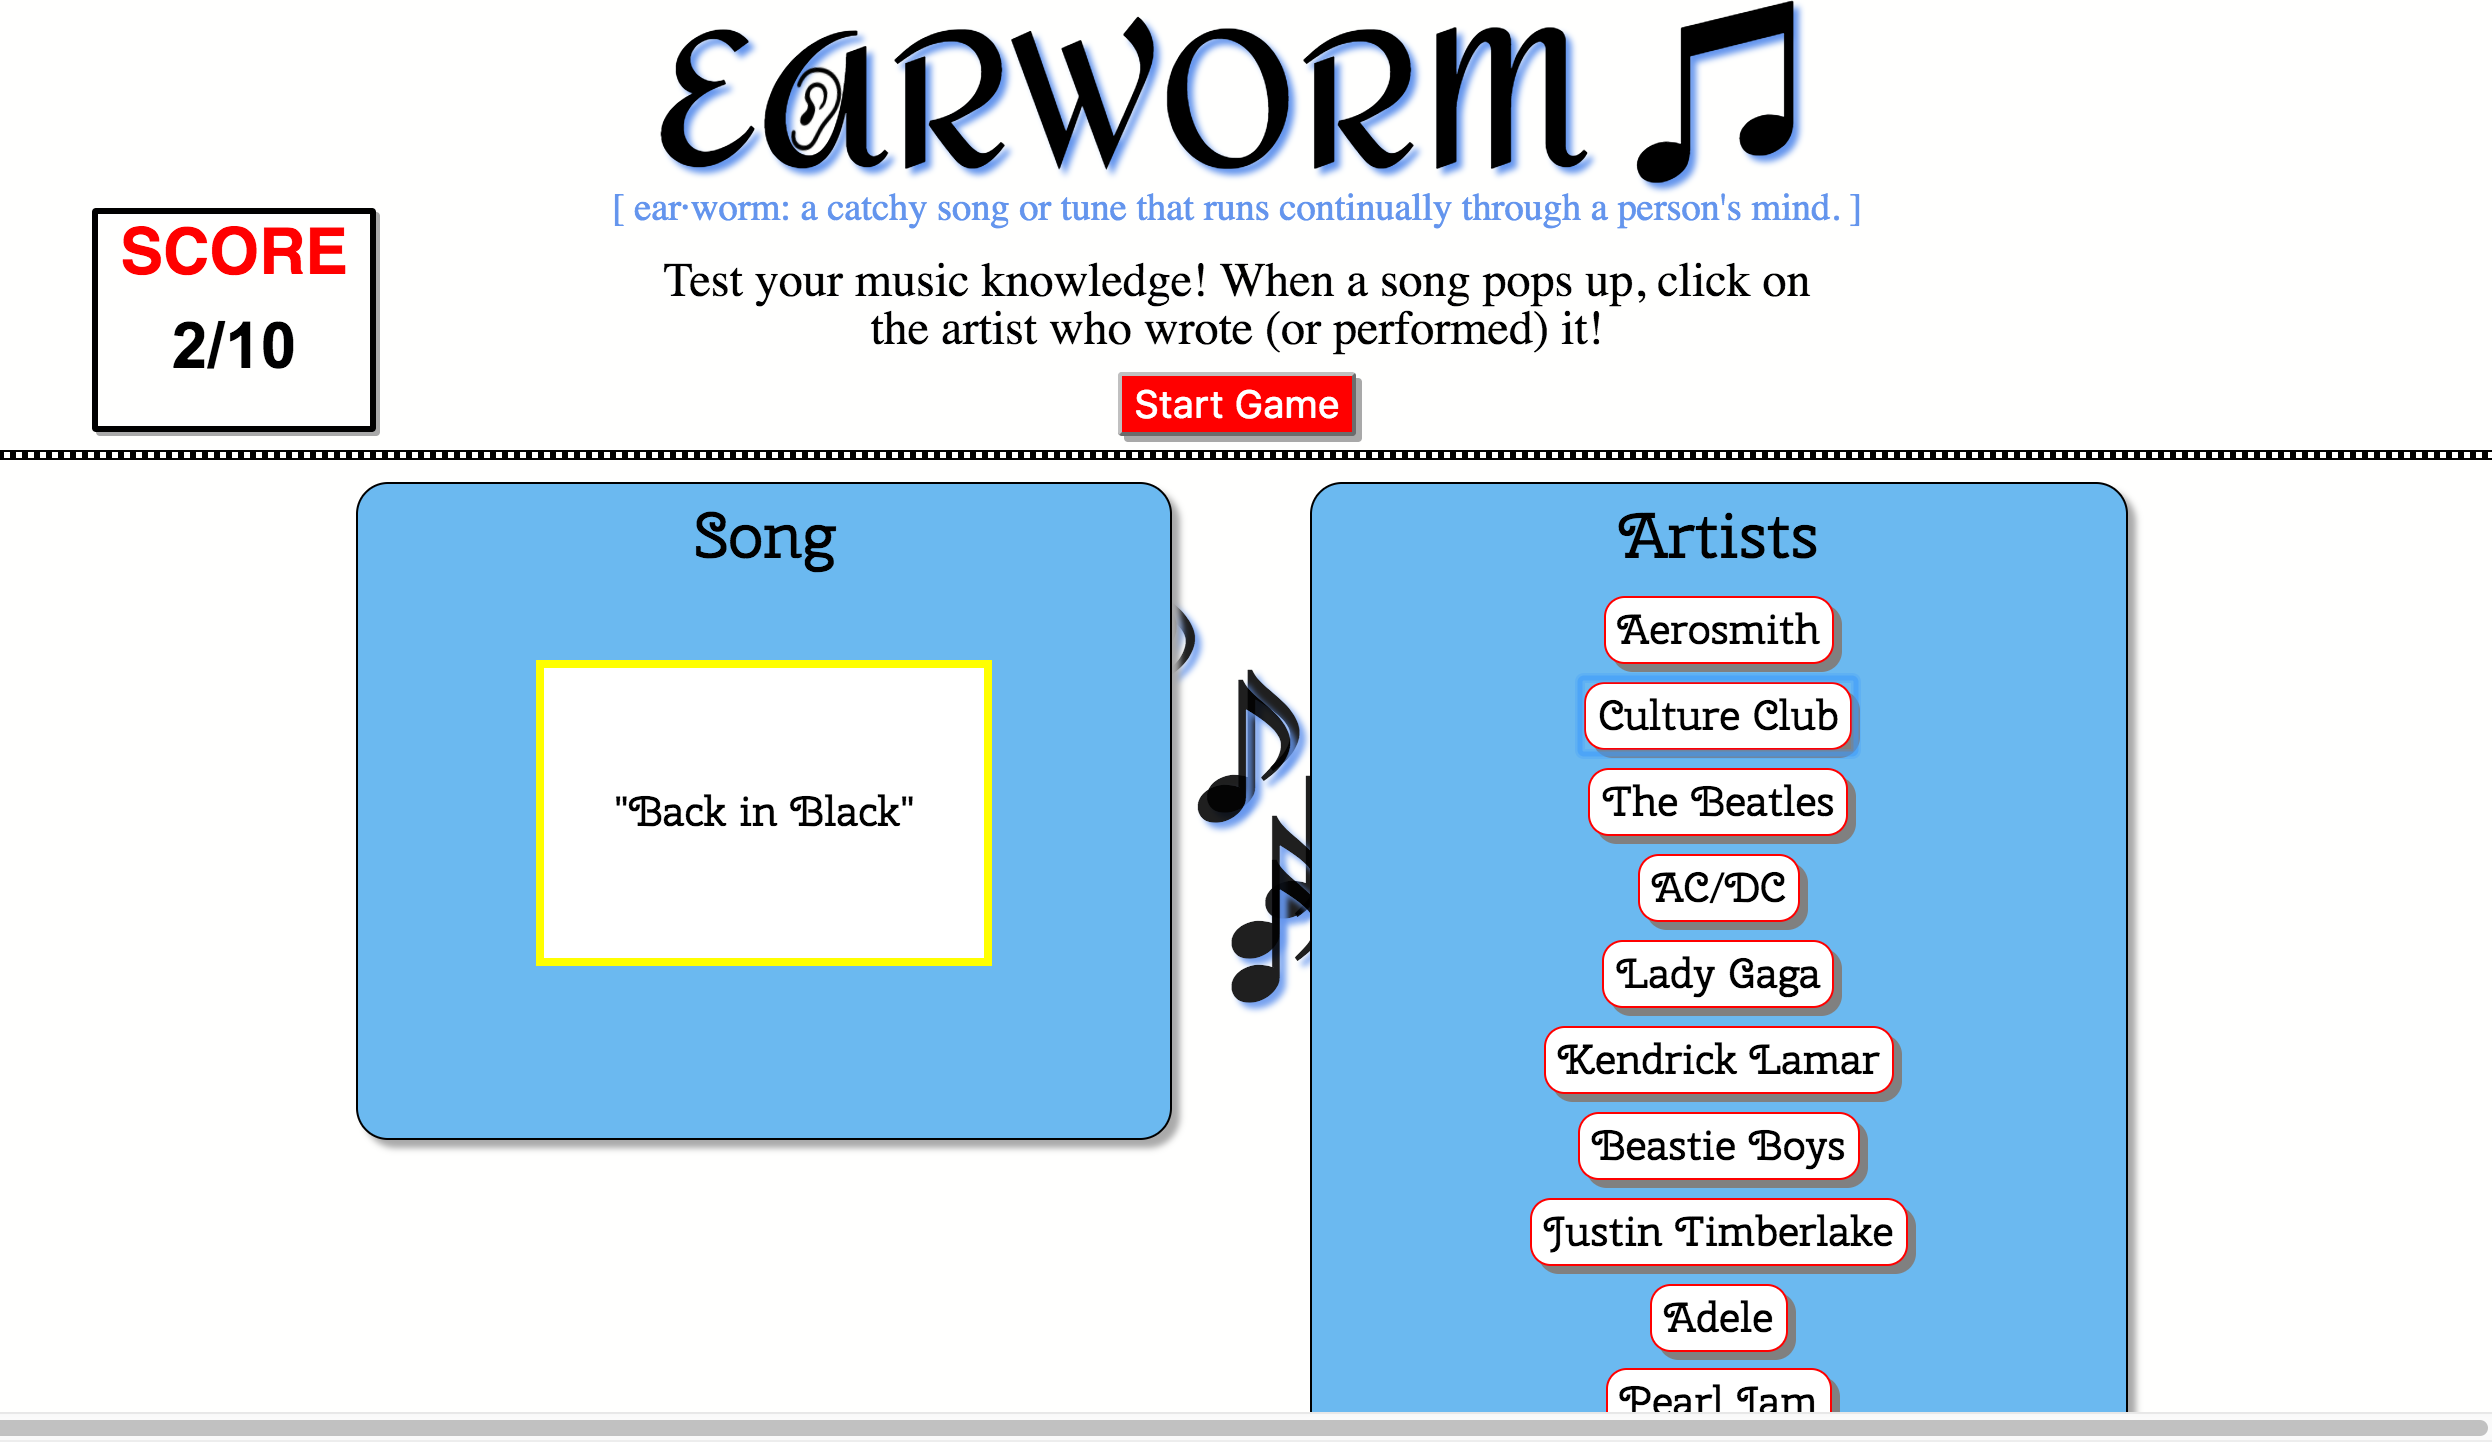 EARWORM
[ ear·worm: a catchy song or tune that runs continually through a person's mind. ]
SCORE
2/10
Test your music knowledge! When a song pops up, click on
the artist who wrote (or performed) it!
Start Game
Song
"Back in Black"
Artists
Aerosmith
Culture Club
The Beatles
AC/DC
Lady Gaga
Kendrick Lamar
Beastie Boys
Justin Timberlake
Adele
Pearl Jam